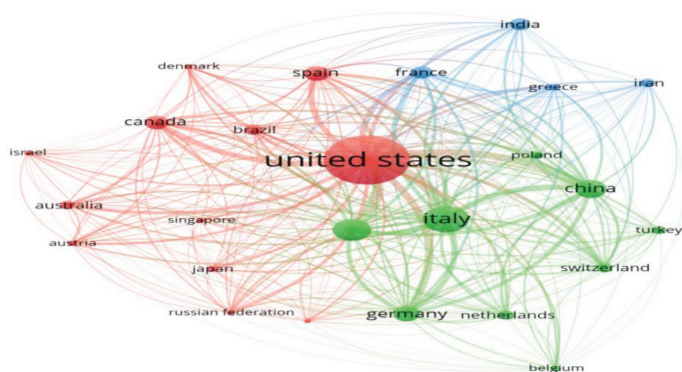 india
denmark
spain
france
greece
iran
canada
brazil
israel
united states
poland
china
australia
singapore
italy
turkey
austria
japan
switzerland
russian federation
germany
netherlands
belgium